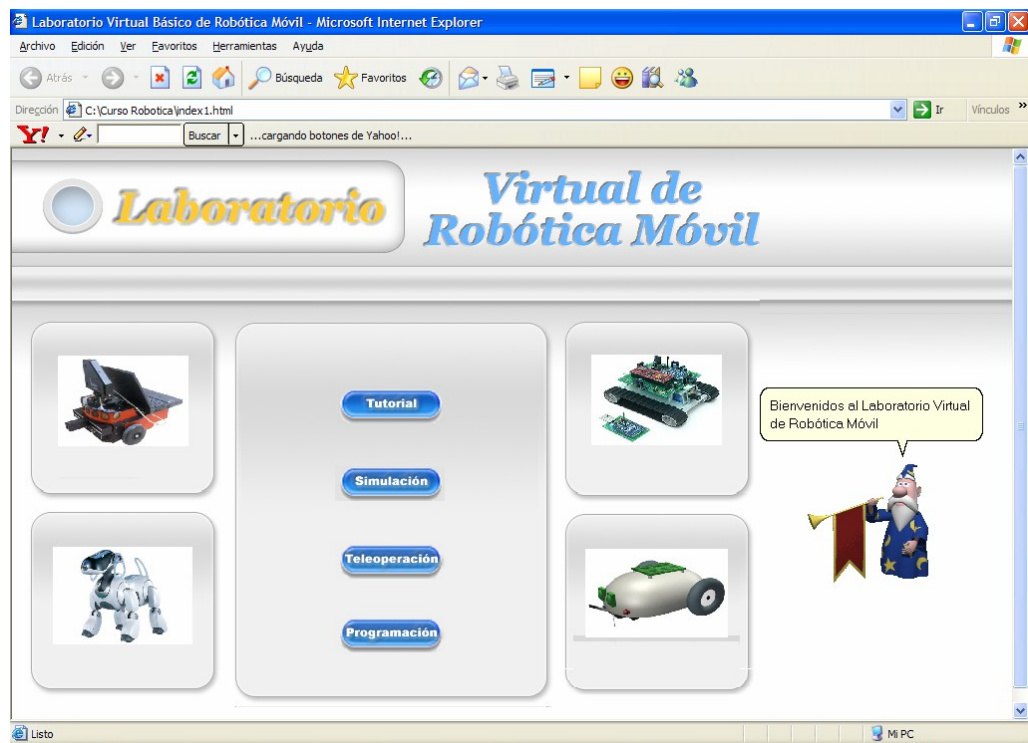 Laboratorio Virtual Básico de Robótica Móvil - Microsoft Internet Explorer
Archivo Edición Ver Favoritos Herramientas Ayuda
Atrás Búsqueda Favoritos
Dirección C:\Curso Robotica\index1.html Ir Vínculos »
Y! Buscar ...cargando botones de Yahoo!...
Laboratorio
Virtual de
Robótica Móvil
Tutorial
Simulación
Teleoperación
Programación
Bienvenidos al Laboratorio Virtual
de Robótica Móvil
Listo Mi PC